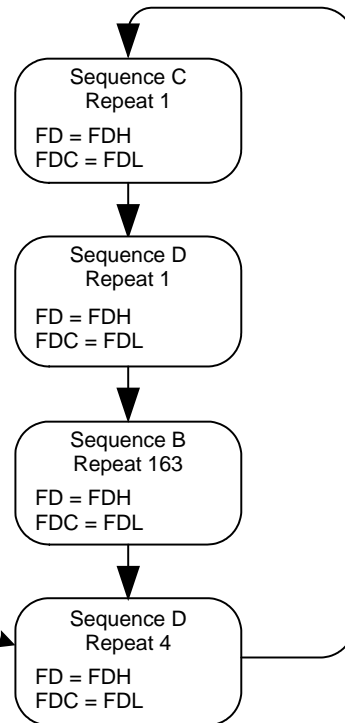 Sequence C
Repeat 1
FD = FDH
FDC = FDL
Sequence D
Repeat 1
FD = FDH
FDC = FDL
Sequence B
Repeat 163
FD = FDH
FDC = FDL
Sequence D
Repeat 4
FD = FDH
FDC = FDL